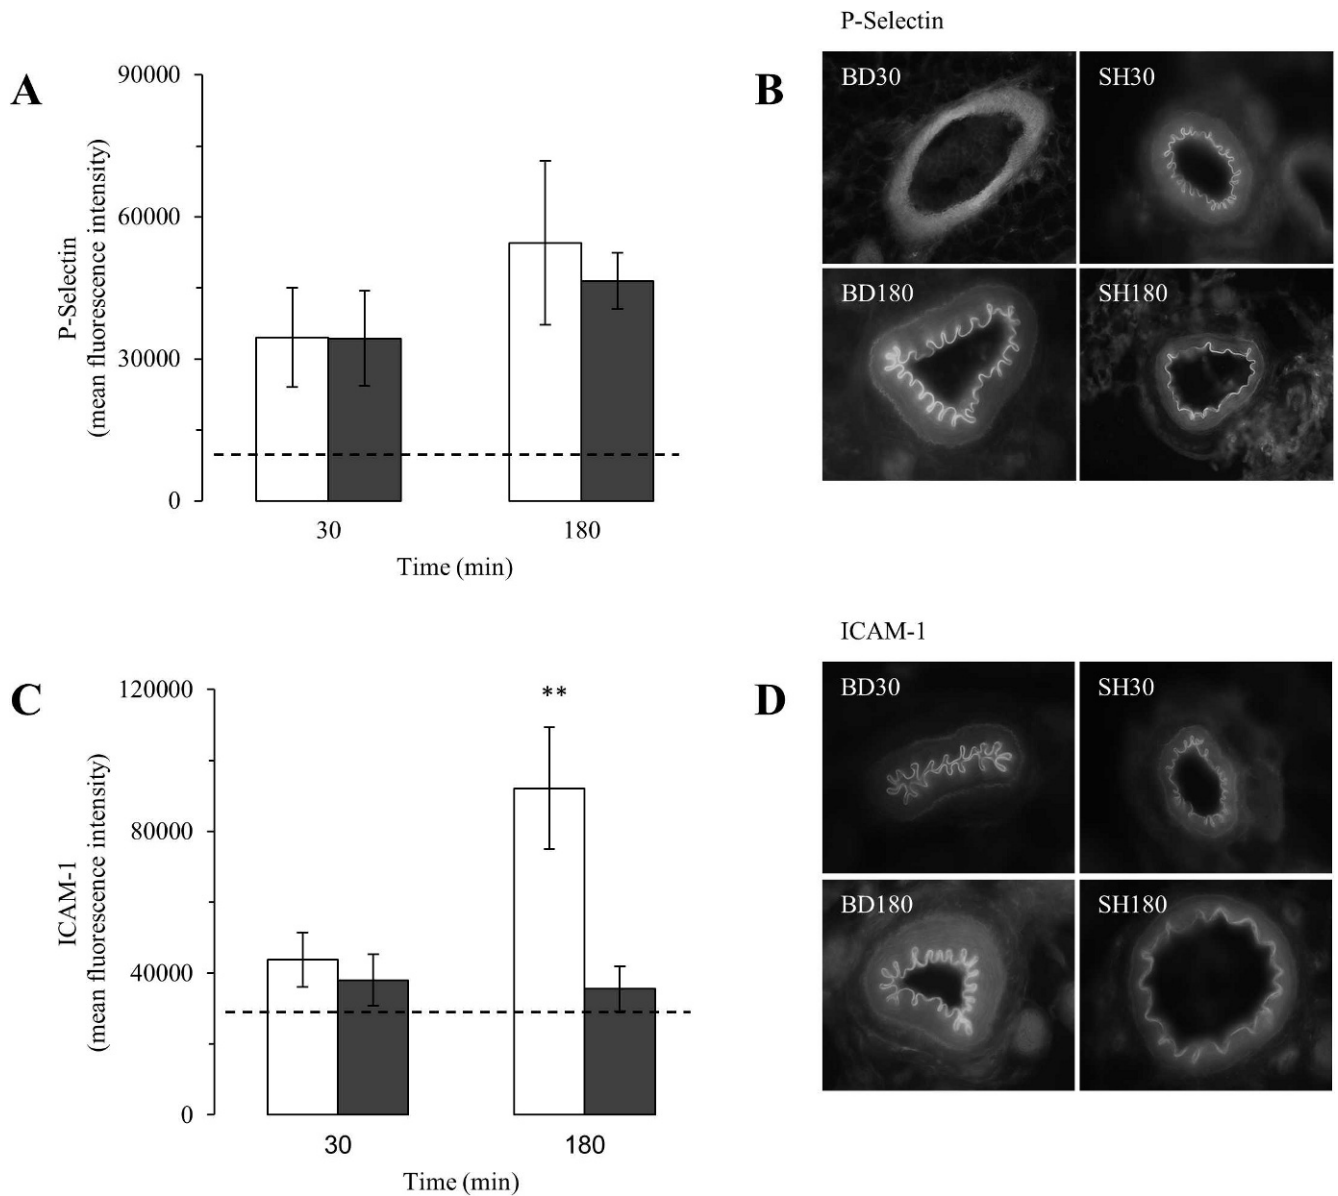 A
P-Selectin
(mean fluorescence intensity)
90000
60000
30000
0
30
180
Time (min)
P-Selectin
B
BD30
SH30
BD180
SH180
C
ICAM-1
(mean fluorescence intensity)
120000
80000
40000
0
**
30
180
Time (min)
ICAM-1
D
BD30
SH30
BD180
SH180